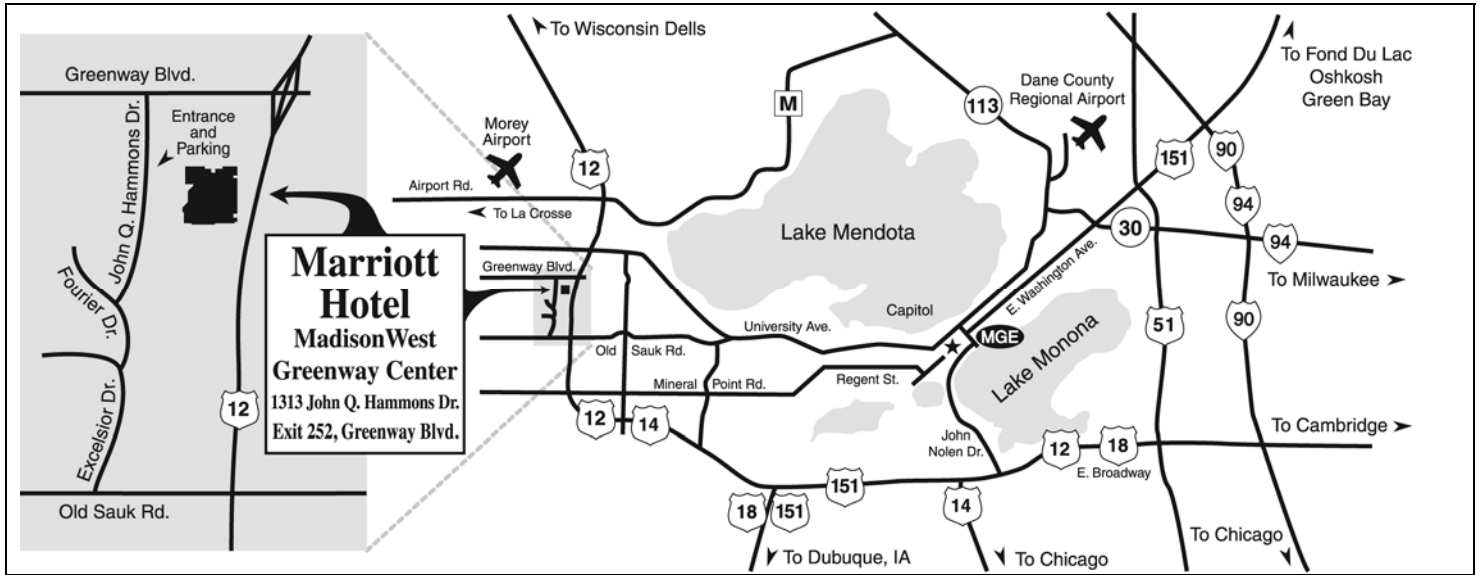 Greenway Blvd.
John Q. Hammons Dr.
Entrance
and
Parking
Fourier Dr.
Excelsior Dr.
12
Old Sauk Rd.
Marriott
Hotel
MadisonWest
Greenway Center
1313 John Q. Hammons Dr.
Exit 252, Greenway Blvd.
To Wisconsin Dells
Morey
Airport
12
Airport Rd.
To La Crosse
Greenway Blvd.
M
113
Dane County
Regional Airport
To Fond Du Lac
Oshkosh
Green Bay
151
90
94
30
94
To Milwaukee
Lake Mendota
E. Washington Ave.
Capitol
University Ave.
MGE
Lake Monona
51
90
Old Sauk Rd.
Mineral Point Rd.
Regent St.
12
14
John
Nolen Dr.
12
18
E. Broadway
To Cambridge
18
151
151
14
To Dubuque, IA
To Chicago
To Chicago